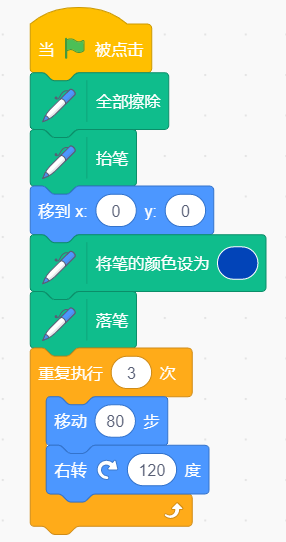 当 被点击
全部擦除
抬笔
移到 x: 0 y: 0
将笔的颜色设为
落笔
重复执行 3 次
移动 80 步
右转 120 度